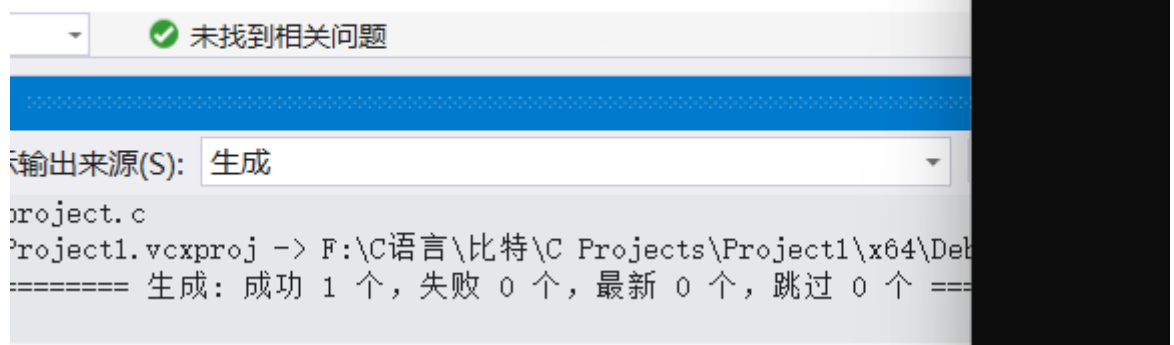 未找到相关问题
输出来源(S): 生成
project.c
Project1.vcxproj -> F:\C语言\比特\C Projects\Project1\x64\Deb
======== 生成: 成功 1 个，失败 0 个，最新 0 个，跳过 0 个 ===